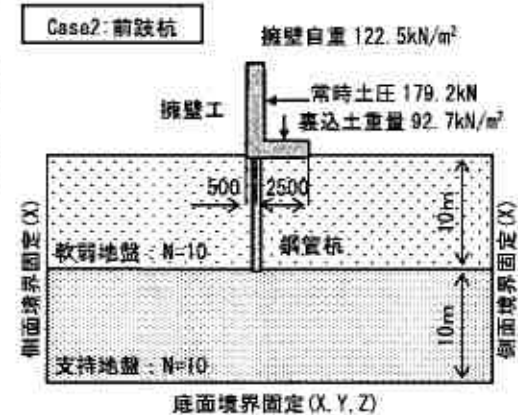 Case2:前趾杭
擁壁自重 122.5kN/m²
常時土圧 179.2kN
擁壁工
裏込土重量 92.7kN/m²
500
2500
10m
軟弱地盤:N=10
鋼管杭
側面境界固定(X)
側面境界固定(X)
10m
支持地盤:N=10
底面境界固定(X,Y,Z)